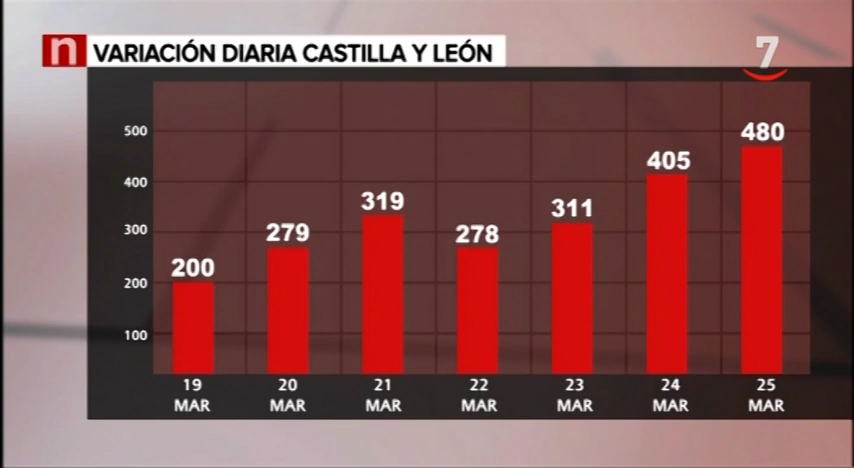 n VARIACIÓN DIARIA CASTILLA Y LEÓN
7
500
400
300
200
100
200
279
319
278
311
405
480
19 MAR
20 MAR
21 MAR
22 MAR
23 MAR
24 MAR
25 MAR